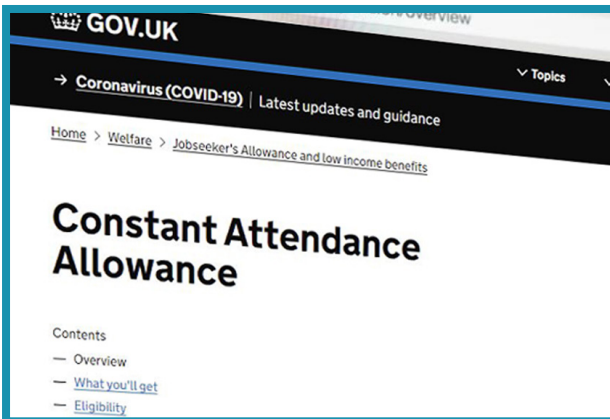 /overview
GOV.UK
Topics
→ Coronavirus (COVID-19) | Latest updates and guidance
Home > Welfare > Jobseeker's Allowance and low income benefits
Constant Attendance
Allowance
Contents
— Overview
— What you'll get
— Eligibility